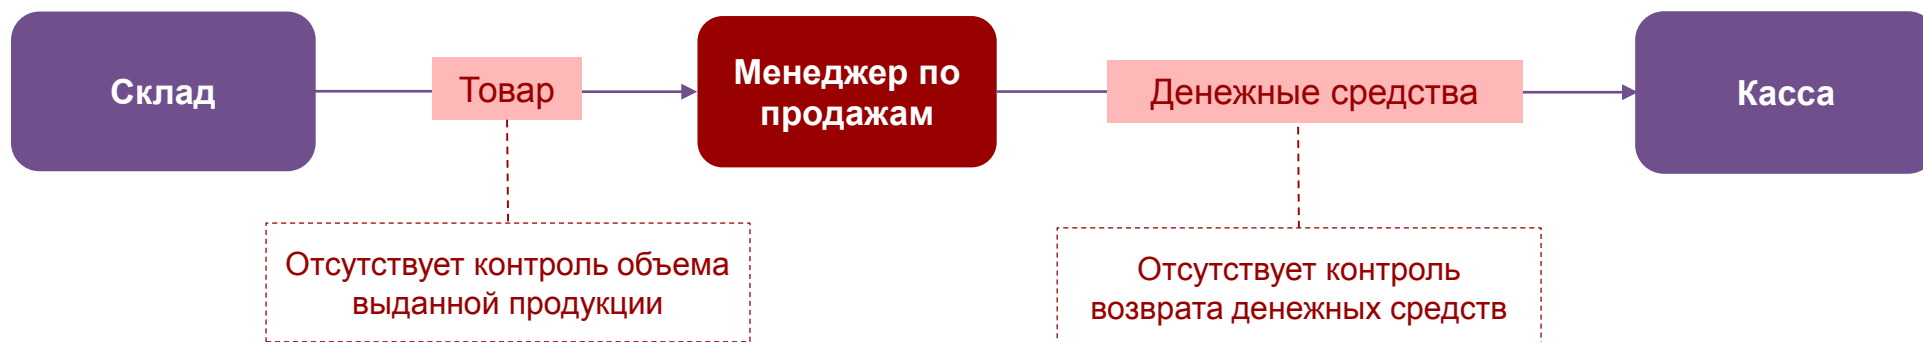 Склад
Товар
Менеджер по
продажам
Денежные средства
Касса
Отсутствует контроль объема
выданной продукции
Отсутствует контроль
возврата денежных средств